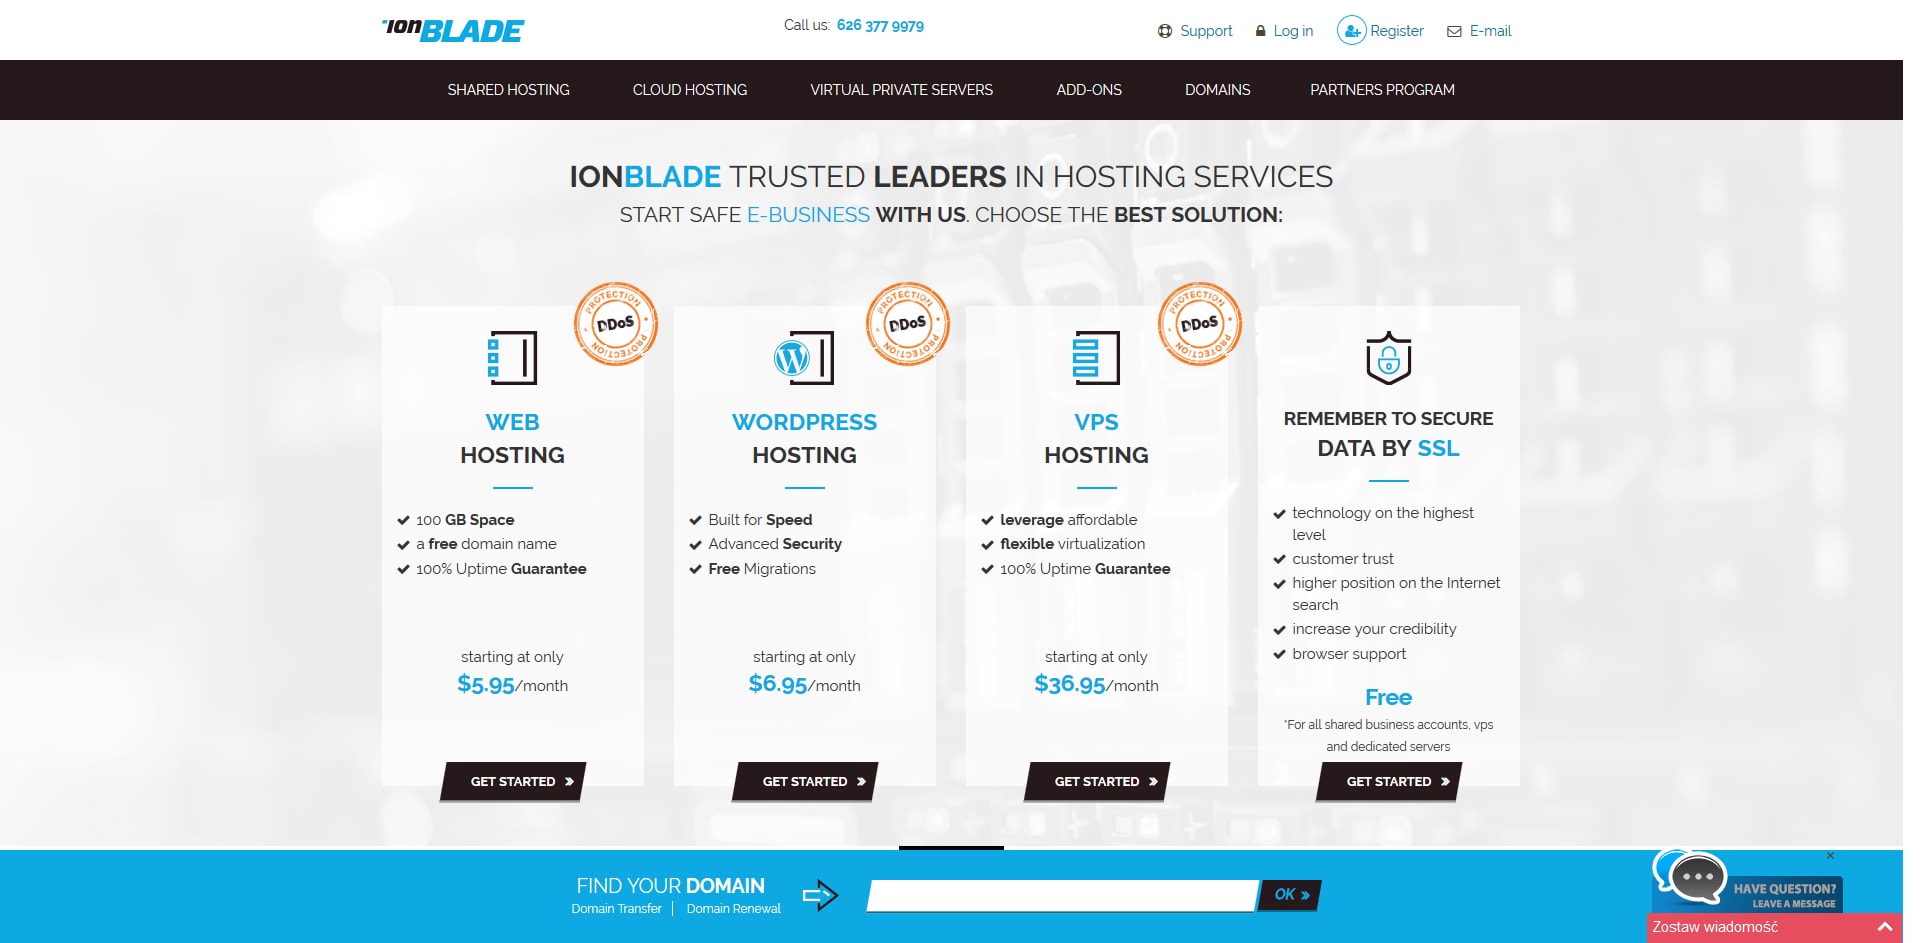 ionBLADE
Call us: 626 377 9979
Support
Log in
Register
E-mail
SHARED HOSTING
CLOUD HOSTING
VIRTUAL PRIVATE SERVERS
ADD-ONS
DOMAINS
PARTNERS PROGRAM
IONBLADE TRUSTED LEADERS IN HOSTING SERVICES
START SAFE E-BUSINESS WITH US. CHOOSE THE BEST SOLUTION:
PROTECTION
DDoS
PROTECTION
WEB
HOSTING
100 GB Space
a free domain name
100% Uptime Guarantee
starting at only
$5.95/month
GET STARTED
PROTECTION
DDoS
PROTECTION
WORDPRESS
HOSTING
Built for Speed
Advanced Security
Free Migrations
starting at only
$6.95/month
GET STARTED
PROTECTION
DDoS
PROTECTION
VPS
HOSTING
leverage affordable
flexible virtualization
100% Uptime Guarantee
starting at only
$36.95/month
GET STARTED
REMEMBER TO SECURE
DATA BY SSL
technology on the highest
level
customer trust
higher position on the Internet
search
increase your credibility
browser support
Free
*For all shared business accounts, vps
and dedicated servers
GET STARTED
FIND YOUR DOMAIN
Domain Transfer | Domain Renewal
OK
HAVE QUESTION?
LEAVE A MESSAGE
Zostaw wiadomość